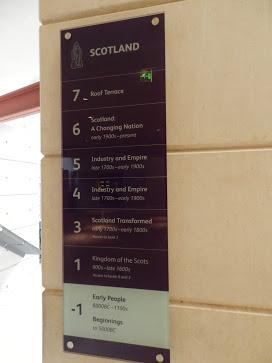 SCOTLAND
7 Roof Terrace
6 Scotland:
A Changing Nation
early 1900s–present
5 Industry and Empire
late 1700s–early 1900s
4 Industry and Empire
late 1700s–early 1900s
3 Scotland Transformed
early 1700s–early 1800s
1 Kingdom of the Scots
900s–late 1600s
-1 Early People
8000BC–1100s
Beginnings
to 5000BC